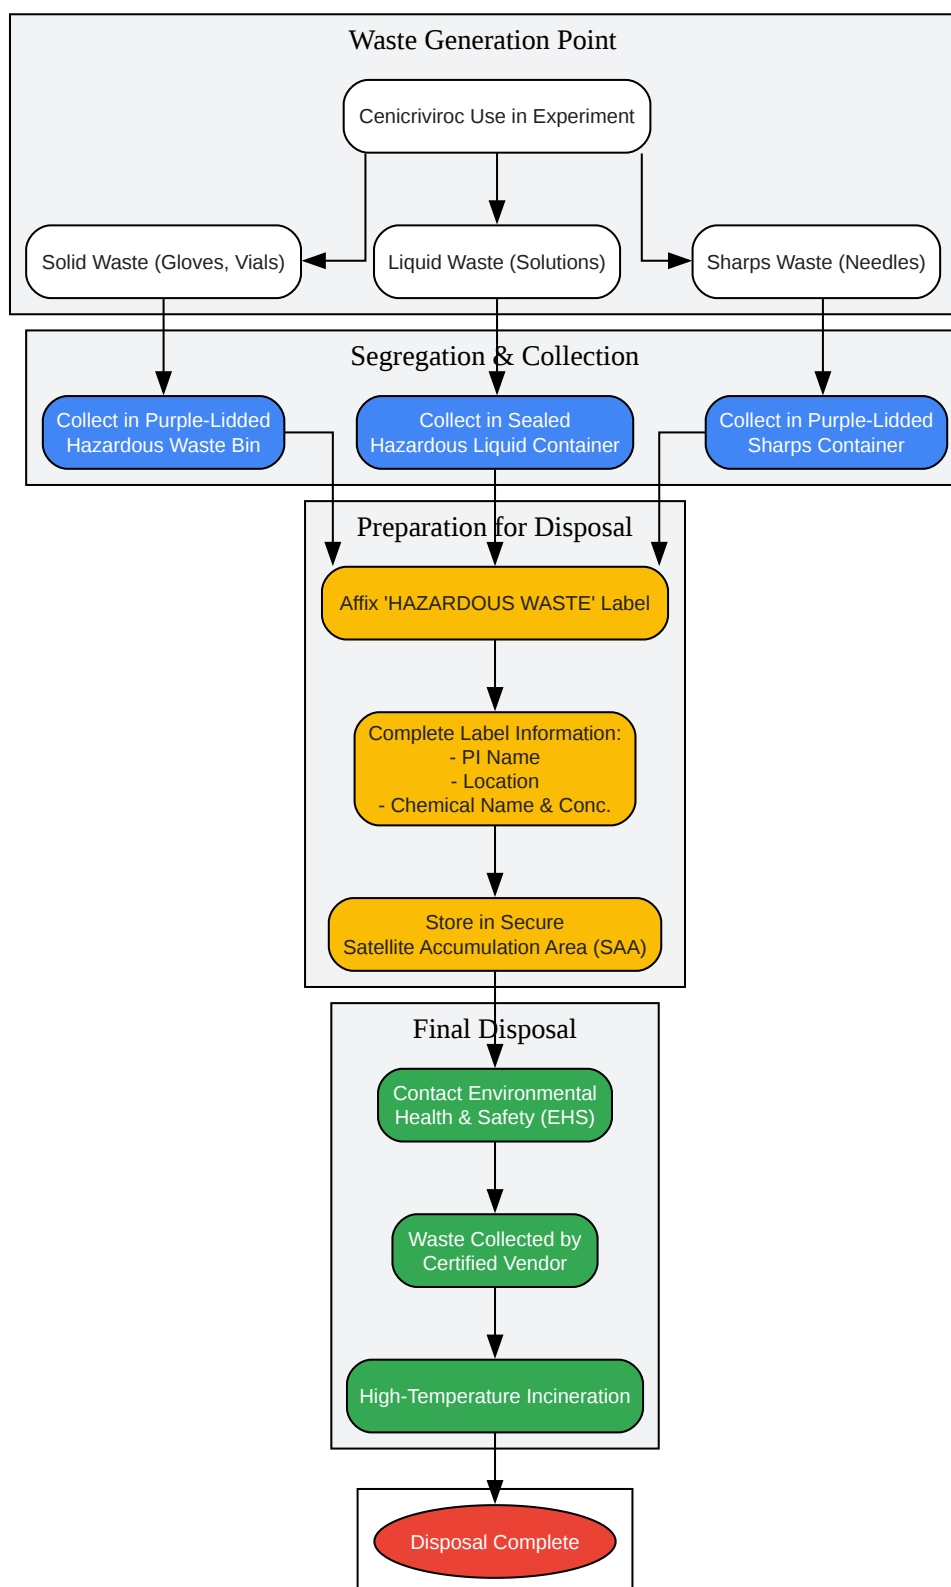 Waste Generation Point
Cenicriviroc Use in Experiment
Solid Waste (Gloves, Vials)
Liquid Waste (Solutions)
Sharps Waste (Needles)
Segregation & Collection
Collect in Purple-Lidded
Hazardous Waste Bin
Collect in Sealed
Hazardous Liquid Container
Collect in Purple-Lidded
Sharps Container
Preparation for Disposal
Affix 'HAZARDOUS WASTE' Label
Complete Label Information:
- PI Name
- Location
- Chemical Name & Conc.
Store in Secure
Satellite Accumulation Area (SAA)
Final Disposal
Contact Environmental
Health & Safety (EHS)
Waste Collected by
Certified Vendor
High-Temperature Incineration
Disposal Complete